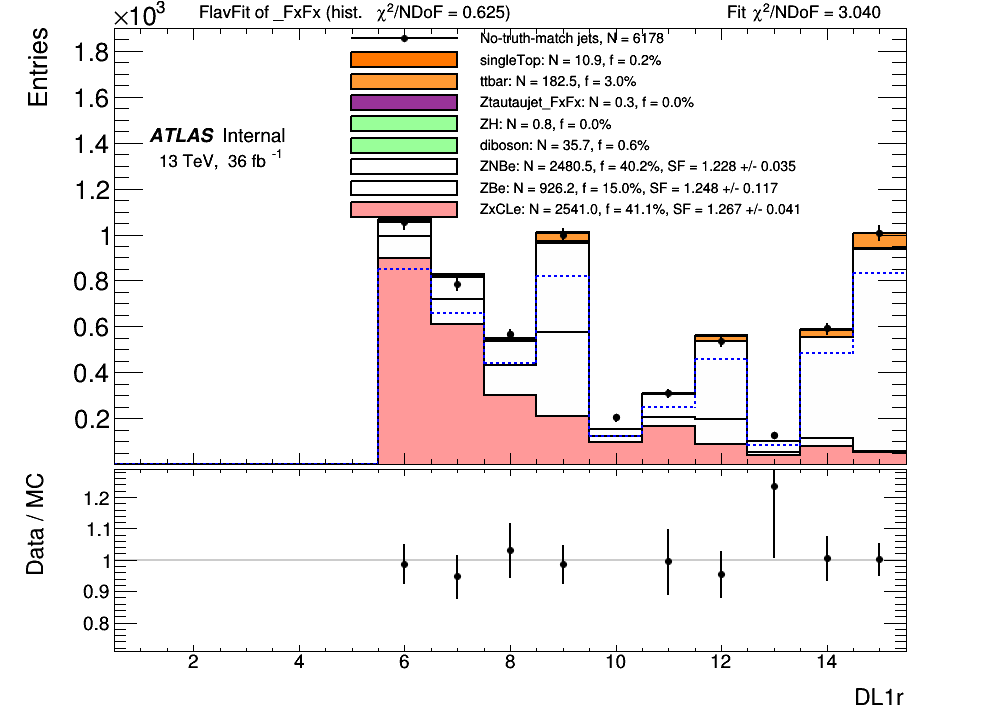 ×10³ FlavFit of _FxFx (hist. χ²/NDoF = 0.625) Fit χ²/NDoF = 3.040
Entries
No-truth-match jets, N = 6178
singleTop: N = 10.9, f = 0.2%
ttbar: N = 182.5, f = 3.0%
Ztautaujet_FxFx: N = 0.3, f = 0.0%
ZH: N = 0.8, f = 0.0%
diboson: N = 35.7, f = 0.6%
ZNBe: N = 2480.5, f = 40.2%, SF = 1.228 +/- 0.035
ZBe: N = 926.2, f = 15.0%, SF = 1.248 +/- 0.117
ZxCLe: N = 2541.0, f = 41.1%, SF = 1.267 +/- 0.041
ATLAS Internal
13 TeV, 36 fb⁻¹
1.8
1.6
1.4
1.2
1
0.8
0.6
0.4
0.2
Data / MC
1.2
1.1
1
0.9
0.8
2 4 6 8 10 12 14
DL1r